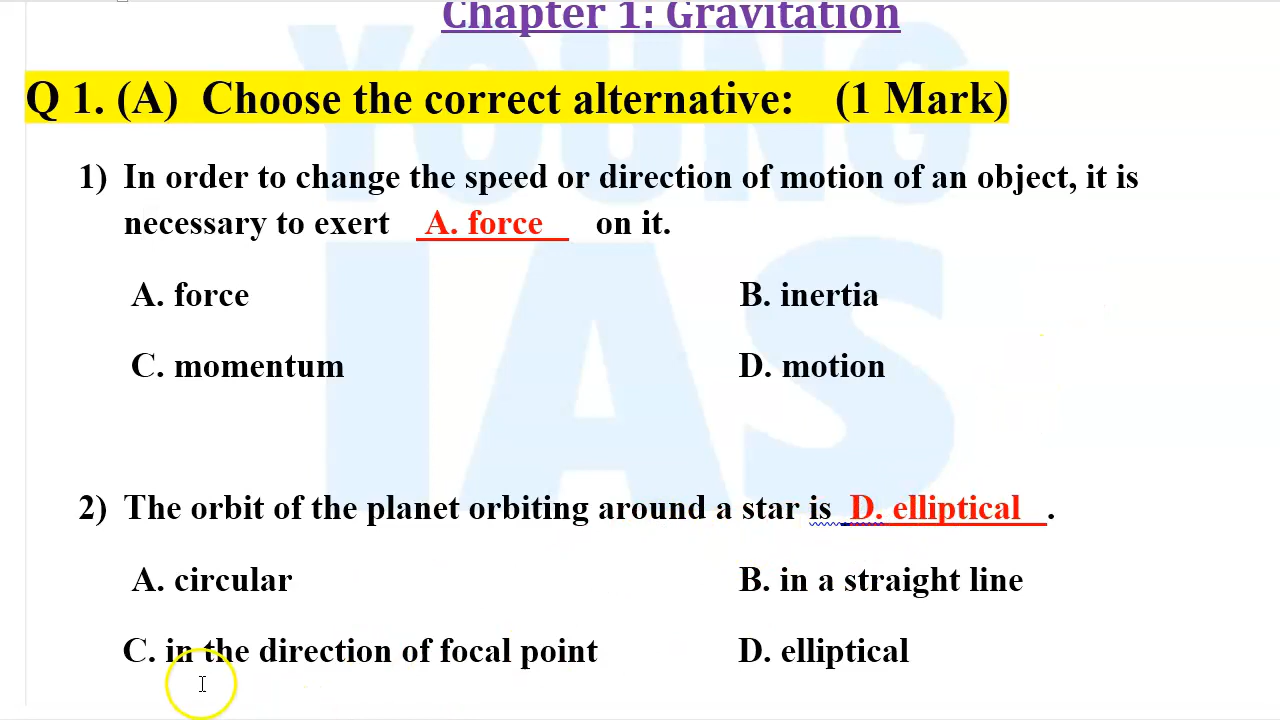 Chapter 1: Gravitation
Q 1. (A) Choose the correct alternative: (1 Mark)
1) In order to change the speed or direction of motion of an object, it is
necessary to exert A. force on it.
A. force B. inertia
C. momentum D. motion
2) The orbit of the planet orbiting around a star is D. elliptical .
A. circular B. in a straight line
C. in the direction of focal point D. elliptical
YOUNG
IAS